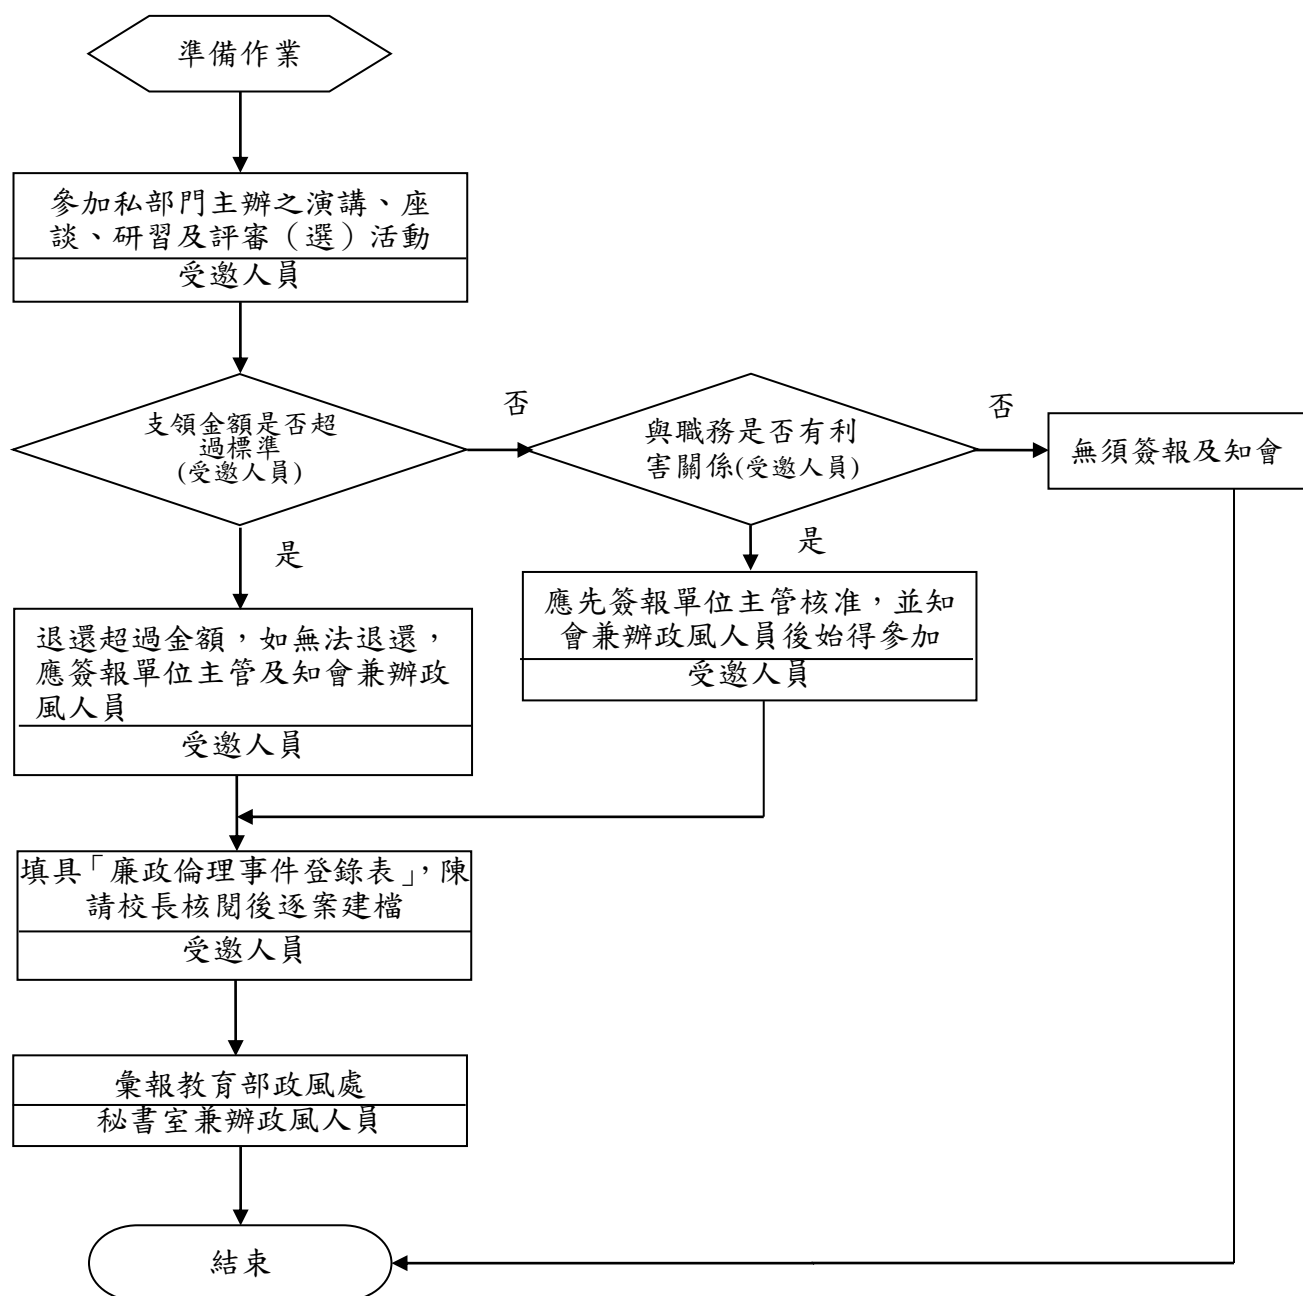 準備作業
參加私部門主辦之演講、座
談、研習及評審（選）活動
受邀人員
支領金額是否超
過標準
(受邀人員)
否
與職務是否有利
害關係(受邀人員)
否
無須簽報及知會
是
是
應先簽報單位主管核准，並知
會兼辦政風人員後始得參加
受邀人員
退還超過金額，如無法退還，
應簽報單位主管及知會兼辦政
風人員
受邀人員
填具「廉政倫理事件登錄表」，陳
請校長核閱後逐案建檔
受邀人員
彙報教育部政風處
秘書室兼辦政風人員
結束